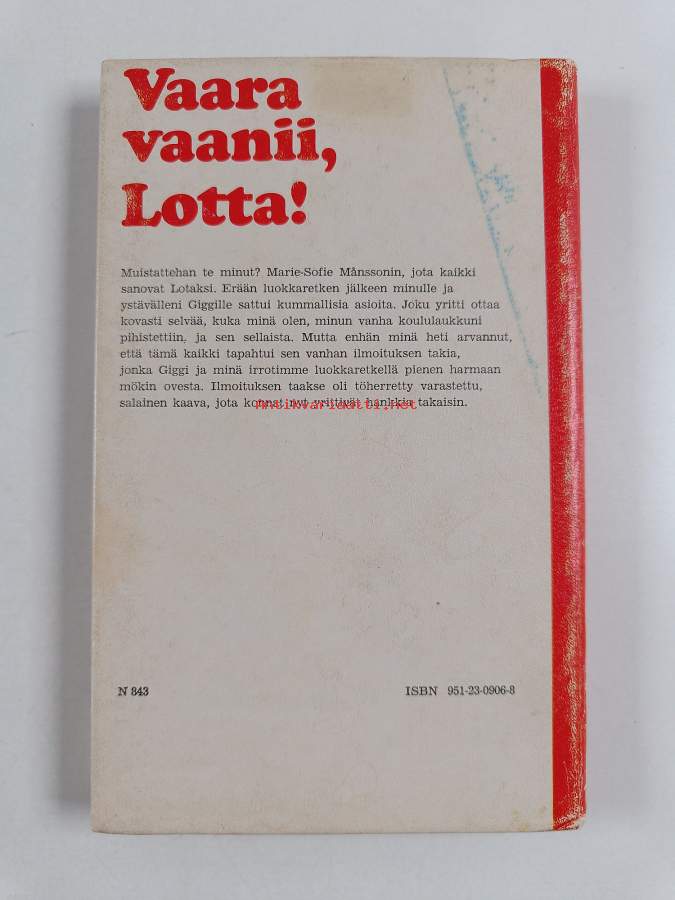 Vaara
vaanii,
Lotta!
Muistattehan te minut? Marie-Sofie Månssonin, jota kaikki
sanovat Lotaksi. Erään luokkaretken jälkeen minulle ja
ystävälleni Giggille sattui kummallisia asioita. Joku yritti ottaa
kovasti selvää, kuka minä olen, minun vanha koululaukkuni
pihistettiin, ja sen sellaista. Mutta enhän minä heti arvannut,
että tämä kaikki tapahtui sen vanhan ilmoituksen takia,
jonka Giggi ja minä irrotimme luokkaretkellä pienen harmaan
mökin ovesta. Ilmoituksen taakse oli töherretty varastettu,
salainen kaava, jota konnat nyt yrittivät hankkia takaisin.
Antikvariaatti.net
N 843
ISBN 951-23-0906-8